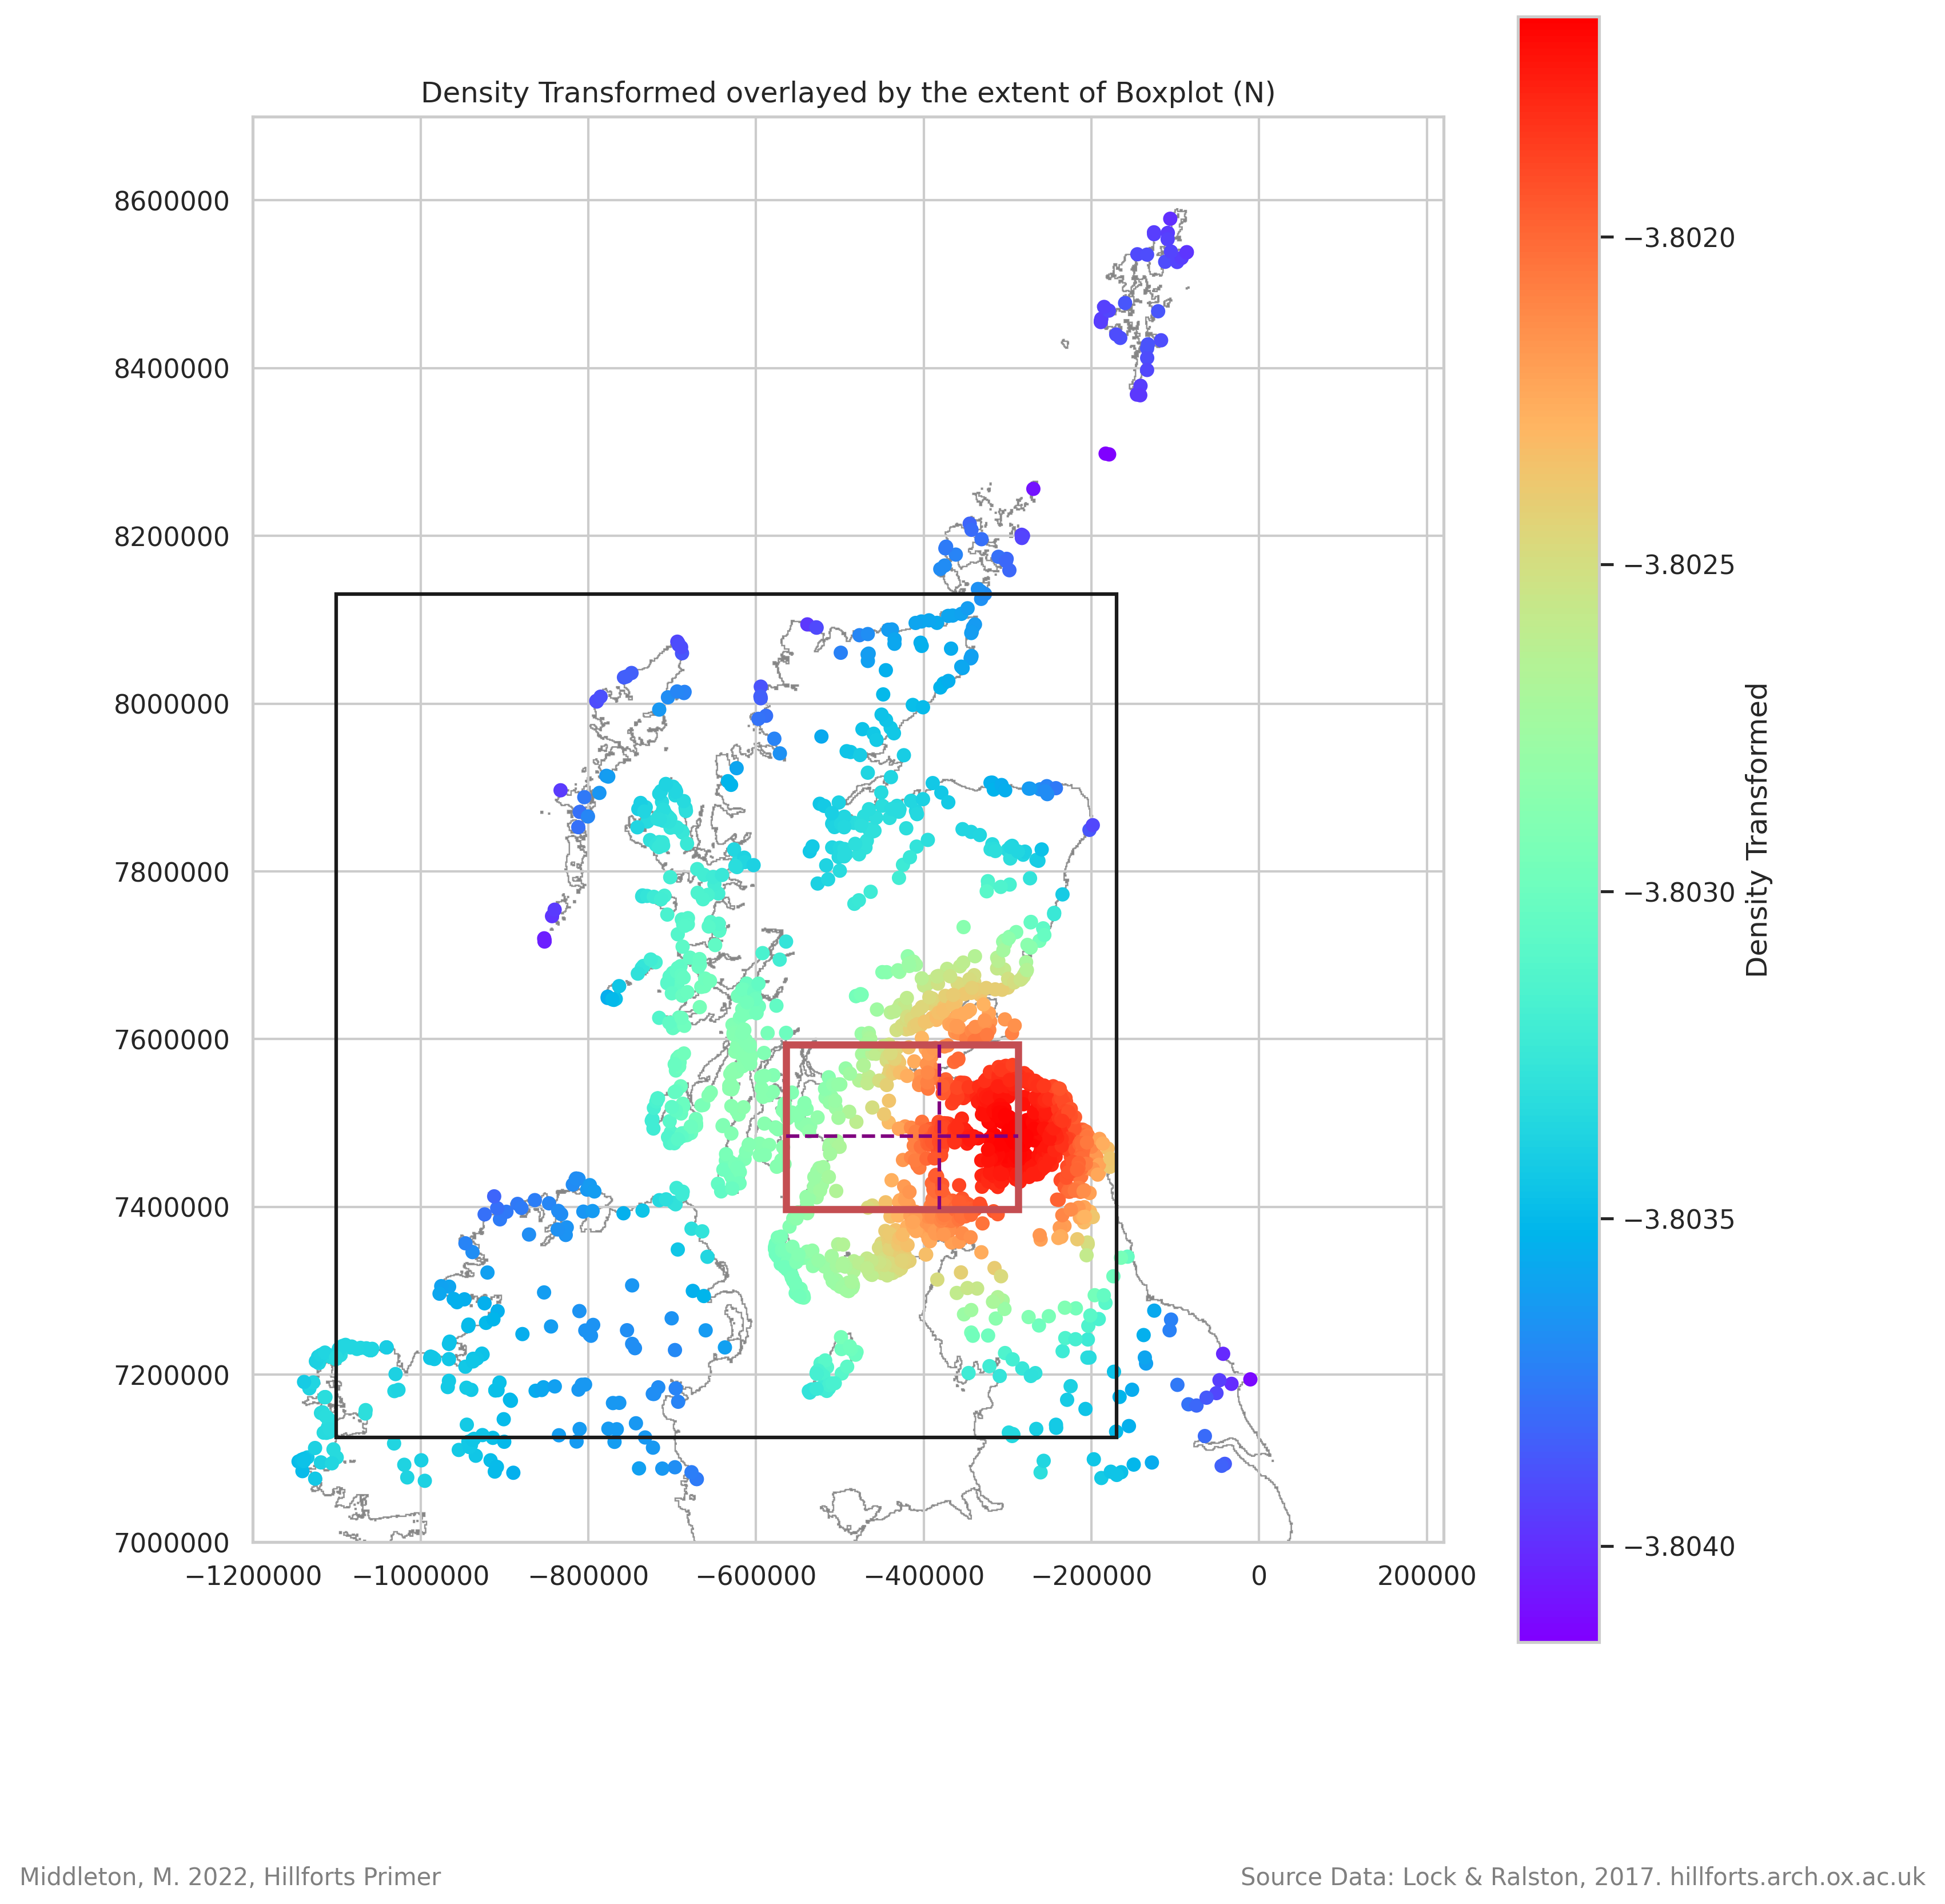 Density Transformed overlayed by the extent of Boxplot (N)
8600000
8400000
8200000
8000000
7800000
7600000
7400000
7200000
7000000
−1200000 −1000000 −800000 −600000 −400000 −200000 0 200000
−3.8020
−3.8025
−3.8030
−3.8035
−3.8040
Density Transformed
Middleton, M. 2022, Hillforts Primer
Source Data: Lock & Ralston, 2017. hillforts.arch.ox.ac.uk